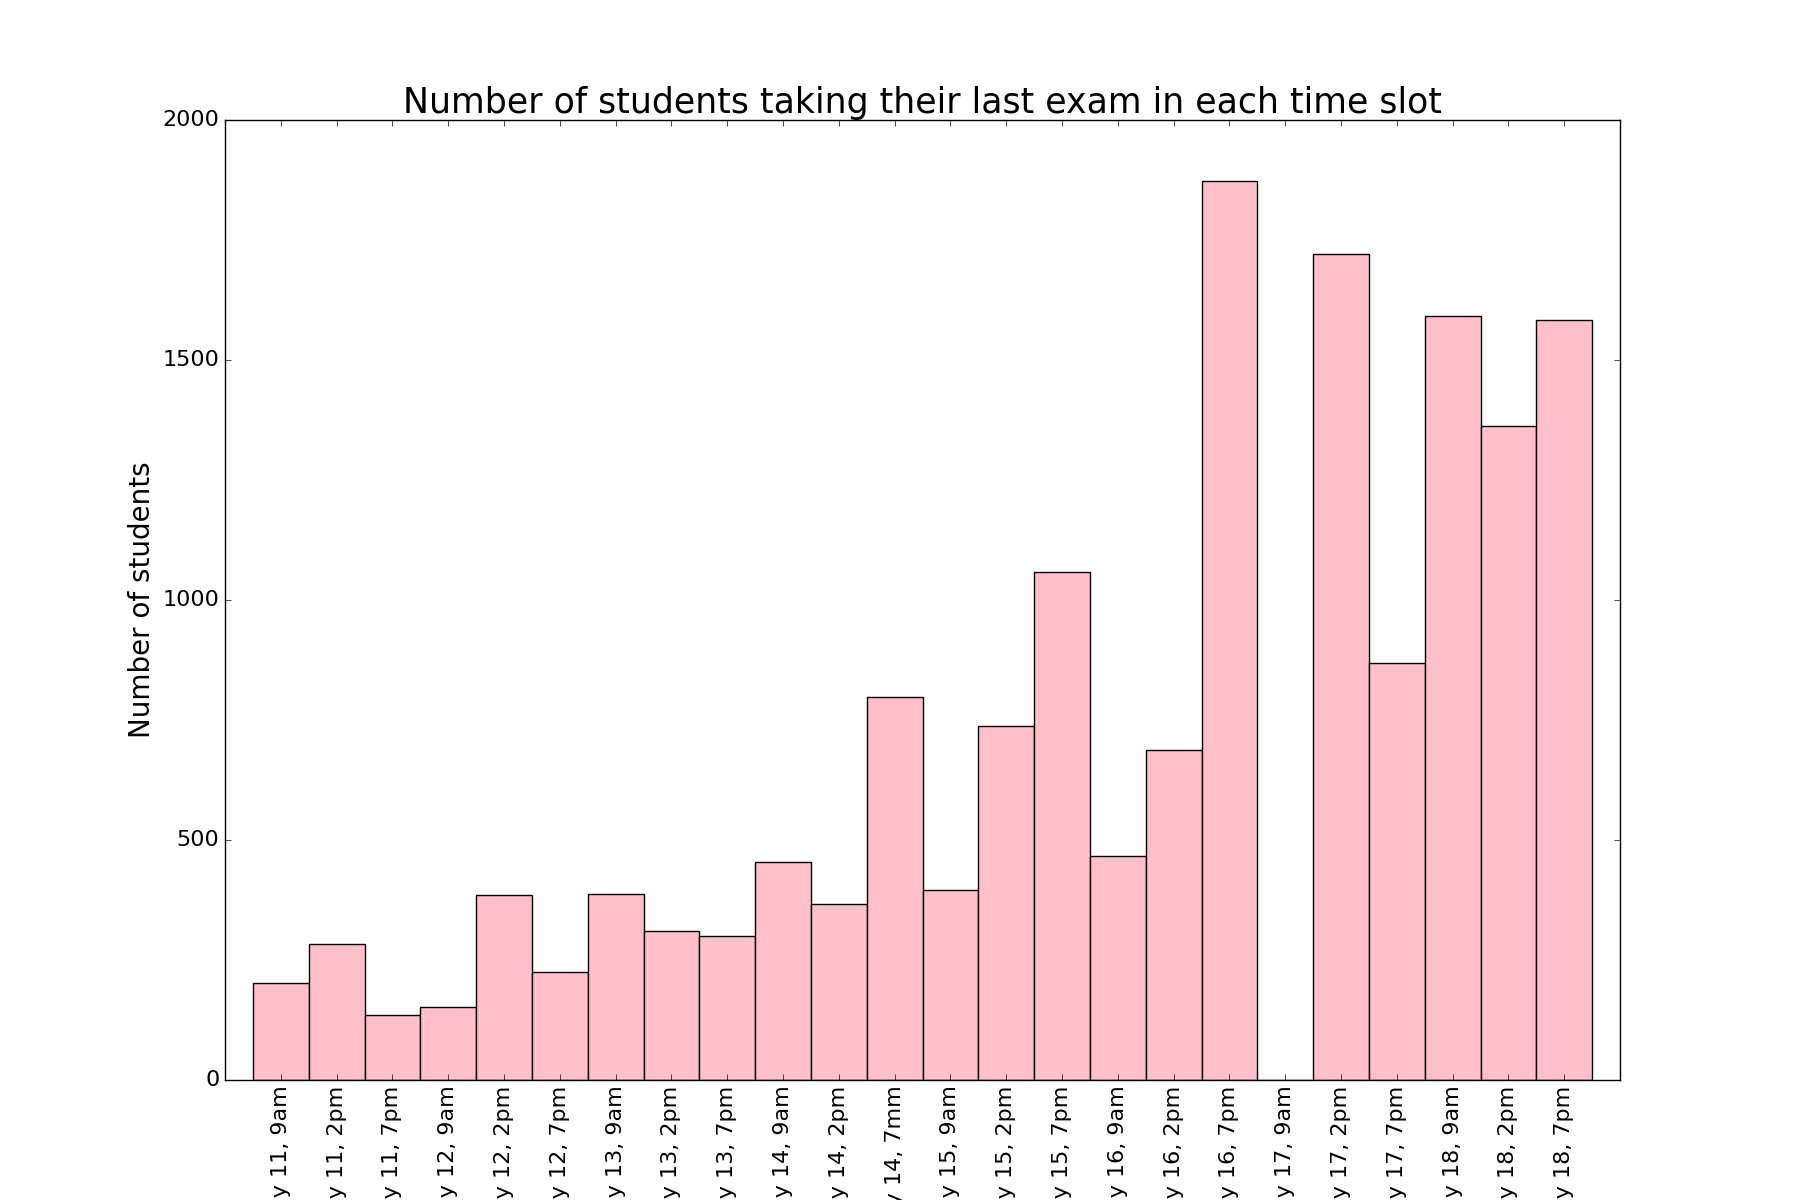 Number of students taking their last exam in each time slot
Number of students
2000
1500
1000
500
0
y 11, 9am
y 11, 2pm
y 11, 7pm
y 12, 9am
y 12, 2pm
y 12, 7pm
y 13, 9am
y 13, 2pm
y 13, 7pm
y 14, 9am
y 14, 2pm
y 14, 7mm
y 15, 9am
y 15, 2pm
y 15, 7pm
y 16, 9am
y 16, 2pm
y 16, 7pm
y 17, 9am
y 17, 2pm
y 17, 7pm
y 18, 9am
y 18, 2pm
y 18, 7pm